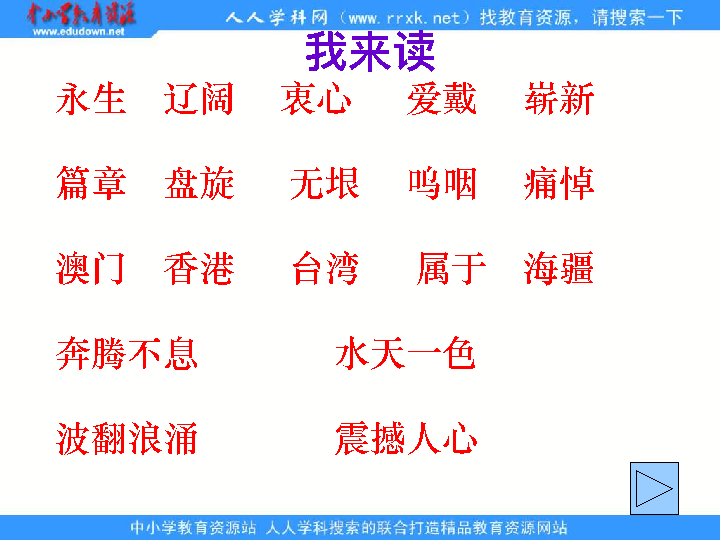 中小学教育资源
www.edudown.net
人人学科网（www.rrxk.net）找教育资源，请搜索一下
我来读
永生 辽阔 衷心 爱戴 崭新
篇章 盘旋 无垠 呜咽 痛悼
澳门 香港 台湾 属于 海疆
奔腾不息 水天一色
波翻浪涌 震撼人心
中小学教育资源站 人人学科搜索的联合打造精品教育资源网站